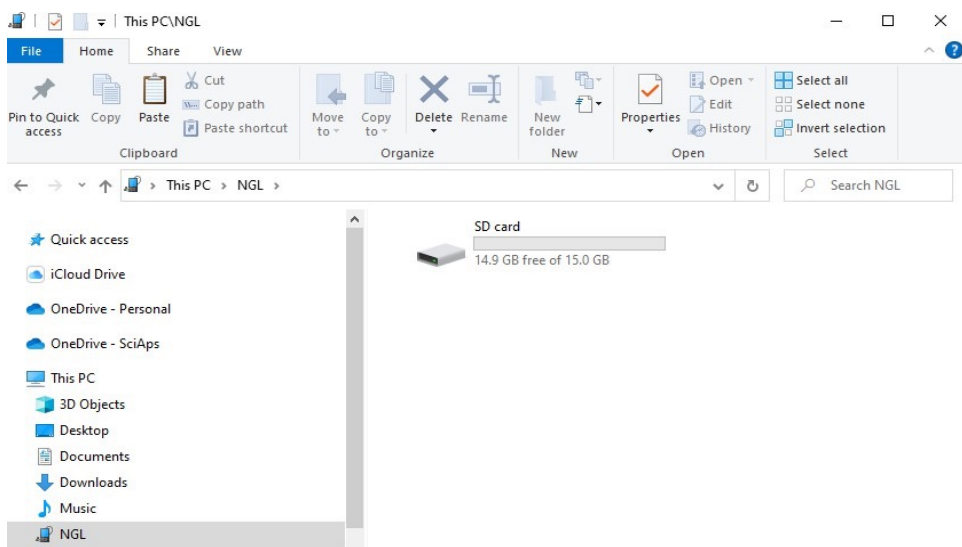 This PC\NGL
File Home Share View
Pin to Quick access
Copy
Paste
Cut
Copy path
Paste shortcut
Clipboard
Move to
Copy to
Delete
Rename
Organize
New folder
New
Properties
Open
Edit
History
Open
Select all
Select none
Invert selection
Select
This PC > NGL >
Search NGL
Quick access
iCloud Drive
OneDrive - Personal
OneDrive - SciAps
This PC
3D Objects
Desktop
Documents
Downloads
Music
NGL
SD card
14.9 GB free of 15.0 GB